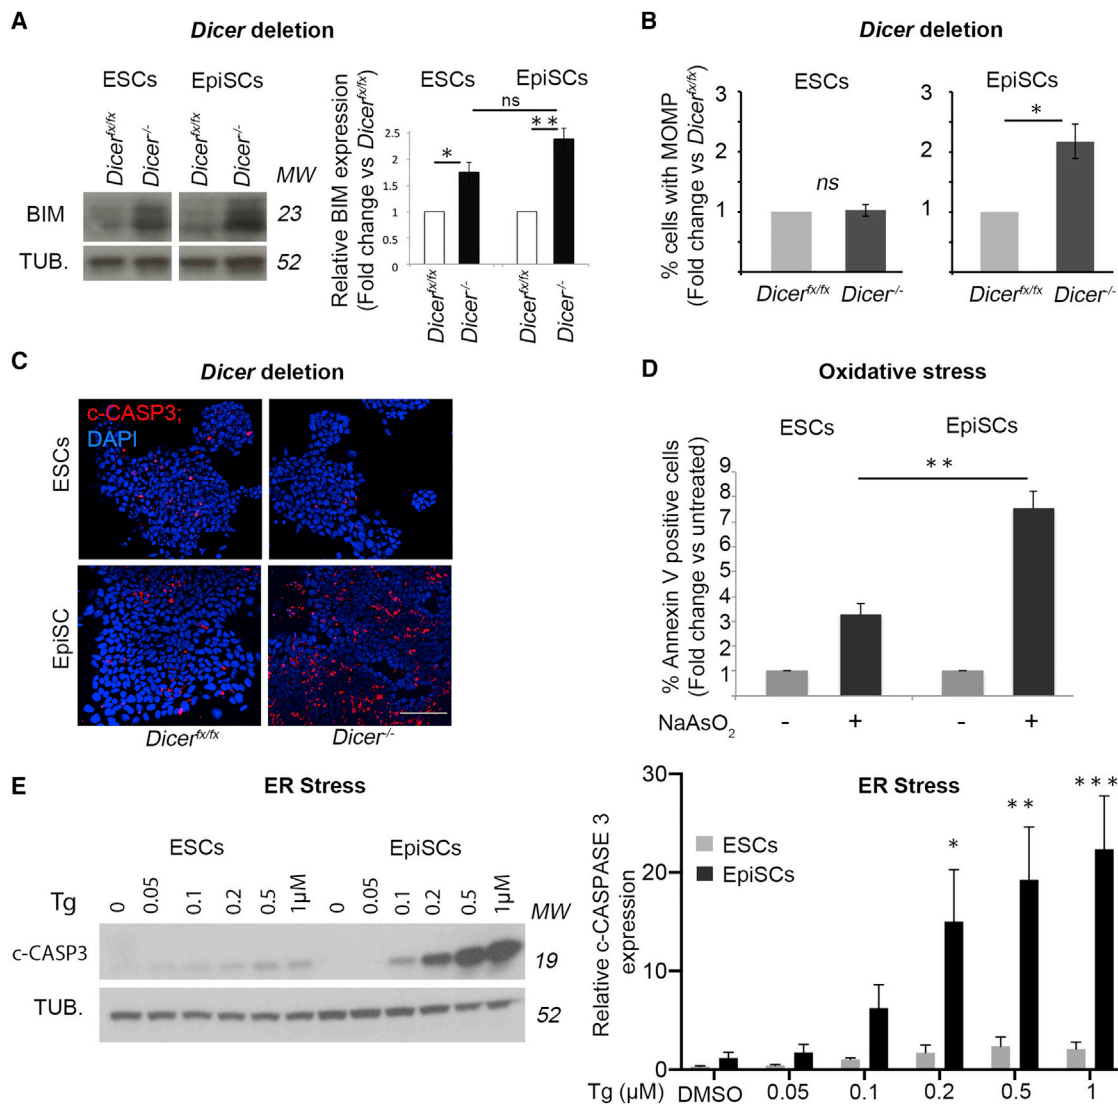 A
Dicer deletion
ESCs
EpiSCs
Dicerfx/fx
Dicer-/-
Dicerfx/fx
Dicer-/-
MW
BIM
23
TUB.
52
Relative BIM expression
(Fold change vs Dicerfx/fx)
ESCs
EpiSCs
ns
*
**
2.5
2
1.5
1
0.5
0
Dicerfx/fx
Dicer-/-
Dicerfx/fx
Dicer-/-
B
Dicer deletion
ESCs
EpiSCs
% cells with MOMP
(Fold change vs Dicerfx/fx)
3
2
1
ns
Dicerfx/fx
Dicer-/-
3
2
1
*
Dicerfx/fx
Dicer-/-
C
Dicer deletion
c-CASP3;
DAPI
ESCs
EpiSC
Dicerfx/fx
Dicer-/-
D
Oxidative stress
ESCs
EpiSCs
% Annexin V positive cells
(Fold change vs untreated)
9
8
7
6
5
4
3
2
1
**
NaAsO2
-
+
-
+
E
ER Stress
ESCs
EpiSCs
Tg
0
0.05
0.1
0.2
0.5
1μM
0
0.05
0.1
0.2
0.5
1μM
MW
c-CASP3
19
TUB.
52
ER Stress
Relative c-CASPASE 3
expression
30
20
10
0
ESCs
EpiSCs
*
**
***
Tg (μM)
DMSO
0.05
0.1
0.2
0.5
1